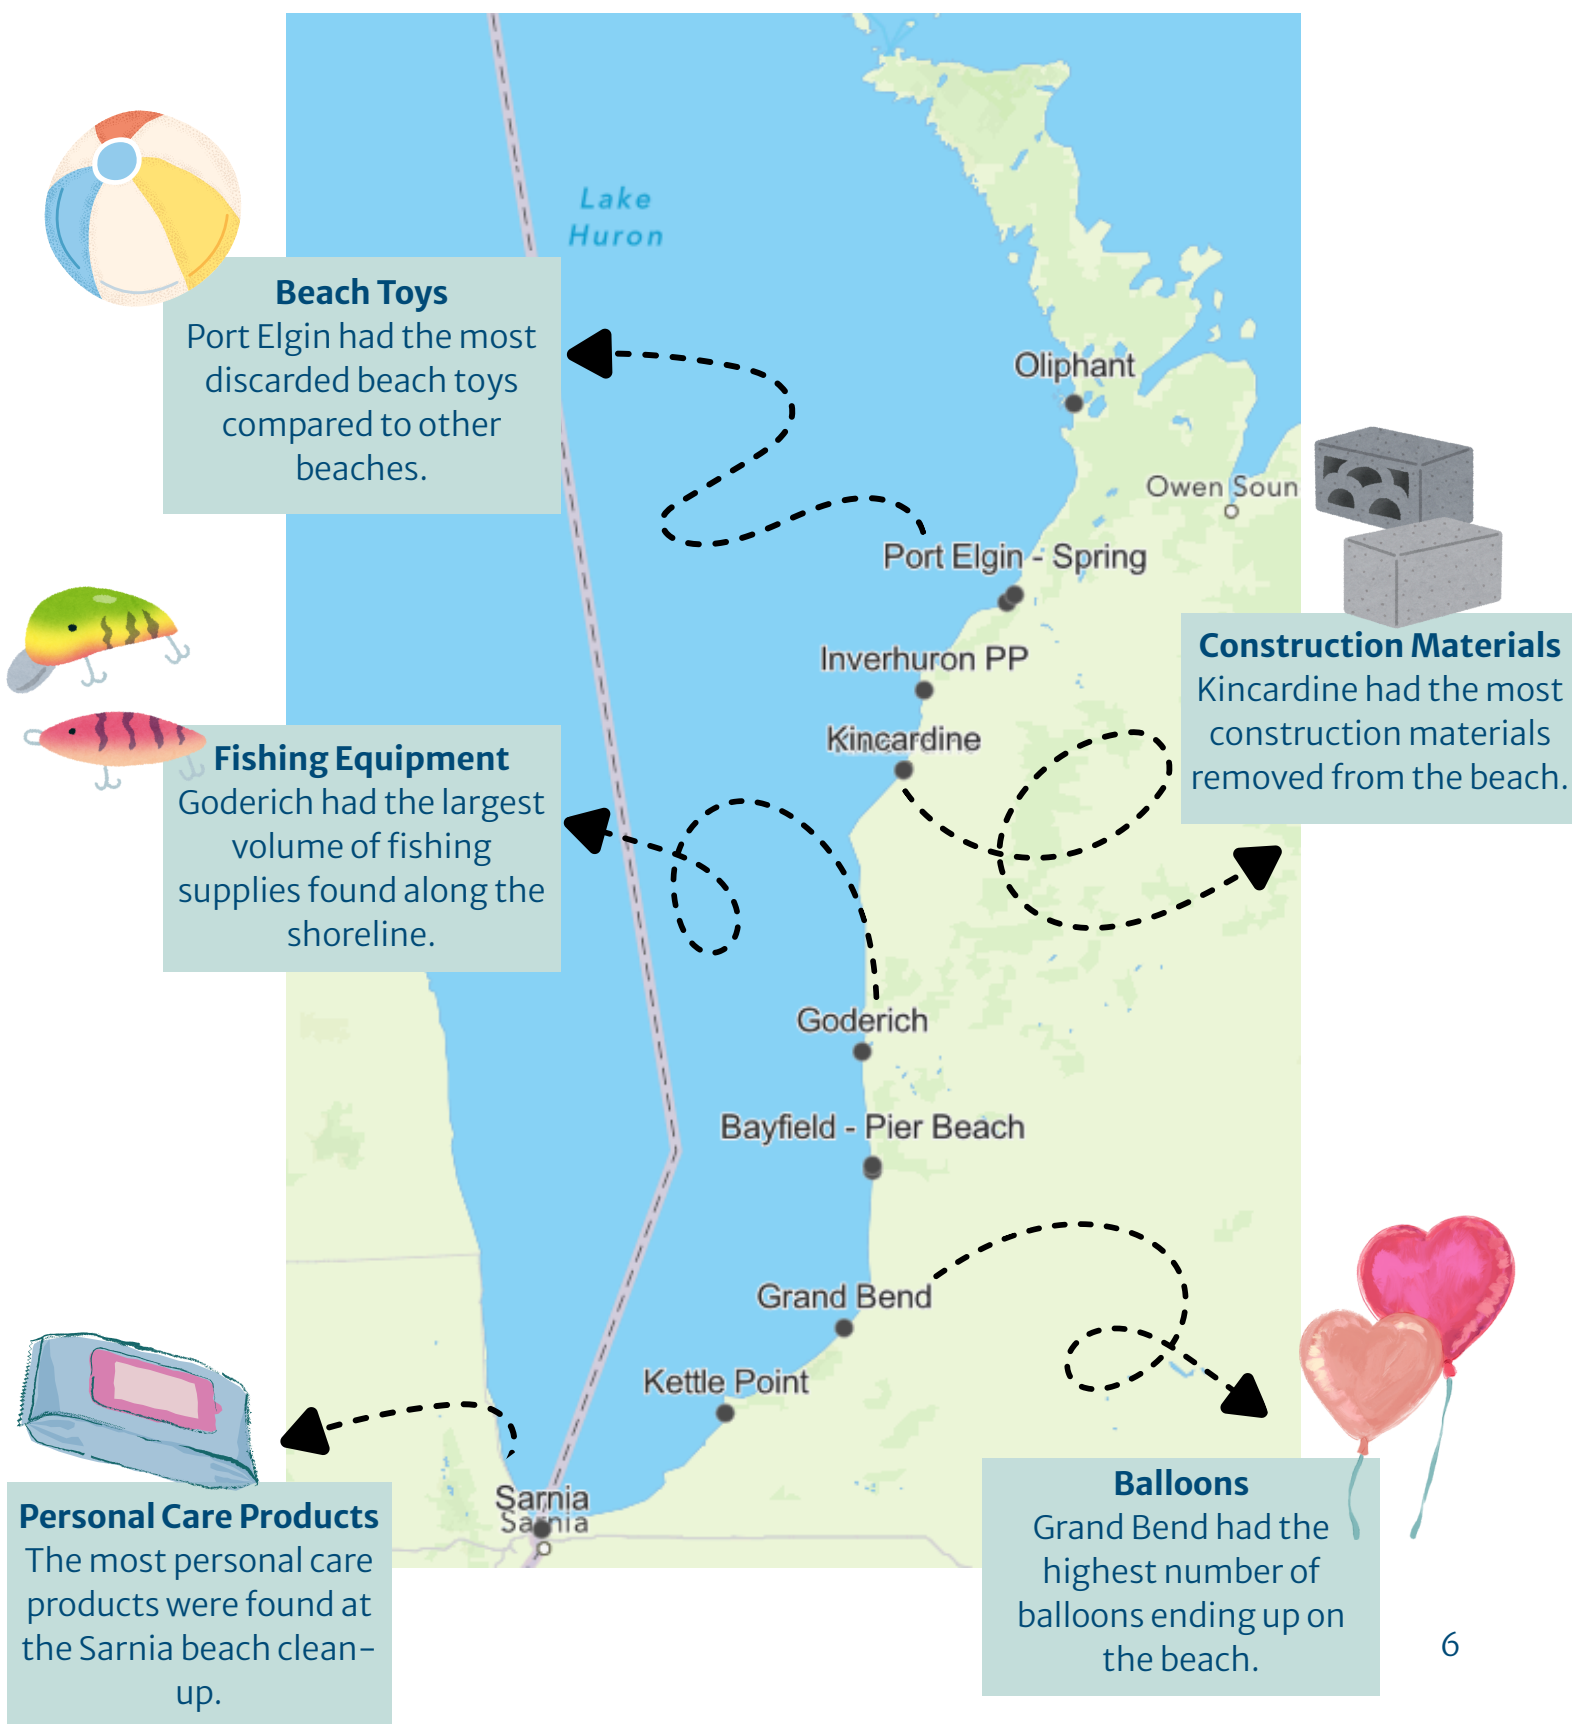 Lake
Huron
Beach Toys
Port Elgin had the most
discarded beach toys
compared to other
beaches.
Oliphant
Owen Soun
Port Elgin - Spring
Construction Materials
Kincardine had the most
construction materials
removed from the beach.
Inverhuron PP
Kincardine
Fishing Equipment
Goderich had the largest
volume of fishing
supplies found along the
shoreline.
Goderich
Bayfield - Pier Beach
Grand Bend
Kettle Point
Sarnia
Sarnia
Personal Care Products
The most personal care
products were found at
the Sarnia beach clean-
up.
Balloons
Grand Bend had the
highest number of
balloons ending up on
the beach.
6